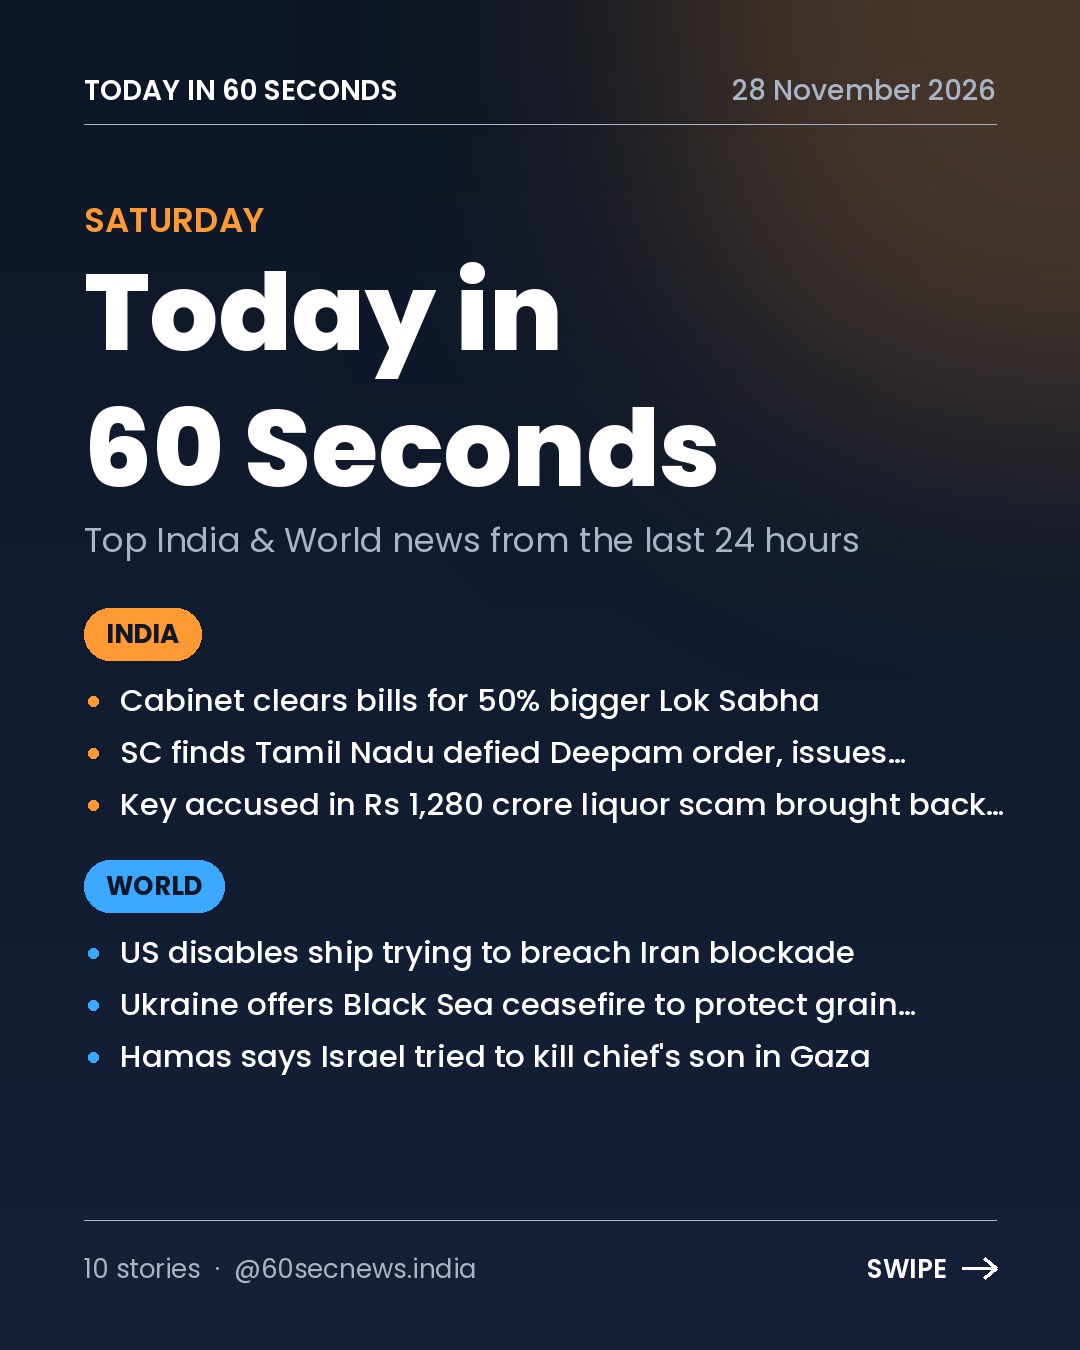 TODAY IN 60 SECONDS
28 November 2026
SATURDAY
Today in
60 Seconds
Top India & World news from the last 24 hours
INDIA
• Cabinet clears bills for 50% bigger Lok Sabha
• SC finds Tamil Nadu defied Deepam order, issues...
• Key accused in Rs 1,280 crore liquor scam brought back...
WORLD
• US disables ship trying to breach Iran blockade
• Ukraine offers Black Sea ceasefire to protect grain...
• Hamas says Israel tried to kill chief's son in Gaza
10 stories · @60secnews.india
SWIPE →